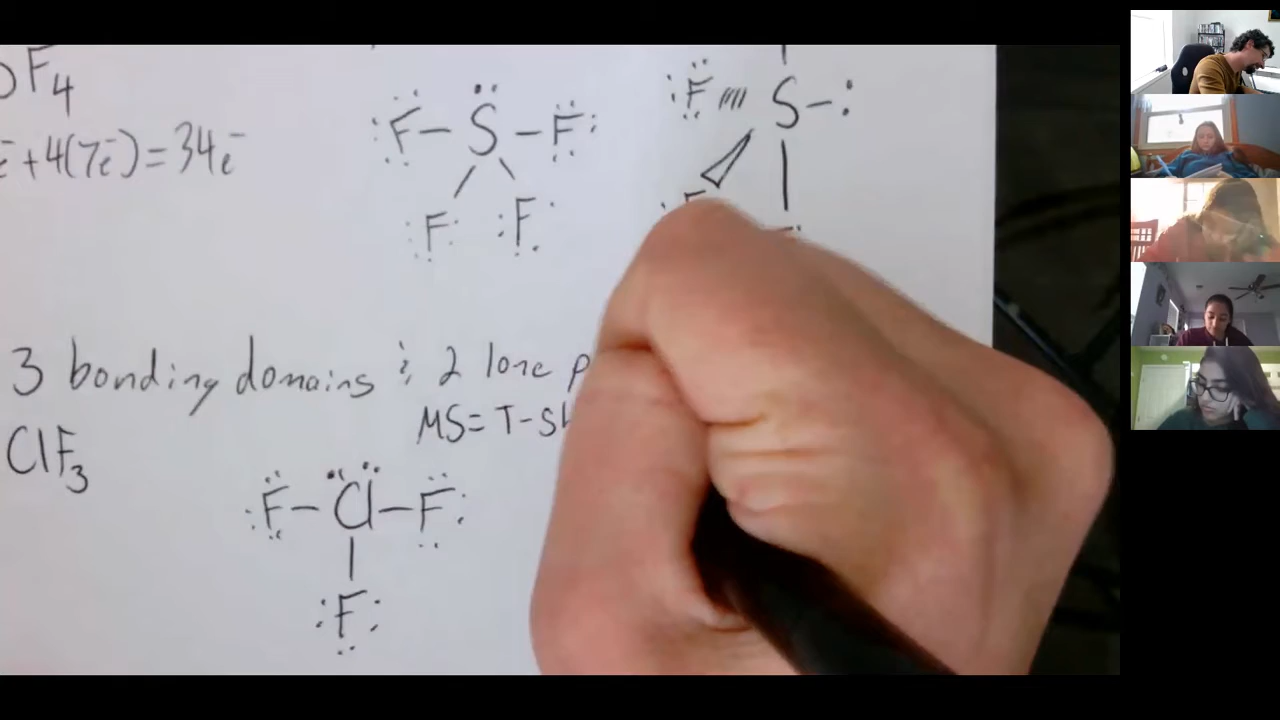 F4
+4(7e-)=34e-
:F-S-F:
F F
F S-:
3 bonding domains & 2 lone
MS= T-
ClF3
:F-Cl-F:
:F: